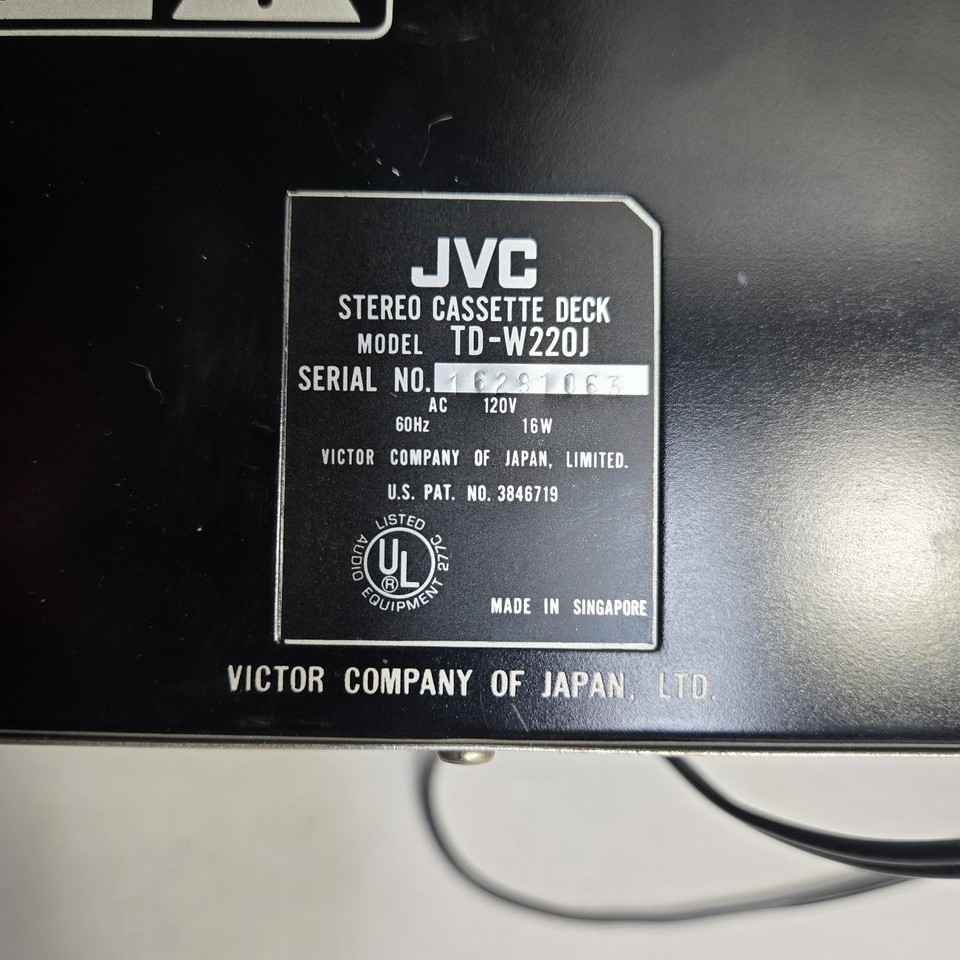 JVC
STEREO CASSETTE DECK
MODEL TD-W220J
SERIAL NO. 16291063
AC 120V
60Hz 16W
VICTOR COMPANY OF JAPAN, LIMITED.
U.S. PAT. NO. 3846719
LISTED
AUDIO EQUIPMENT 277C
UL
®
MADE IN SINGAPORE
VICTOR COMPANY OF JAPAN, LTD.